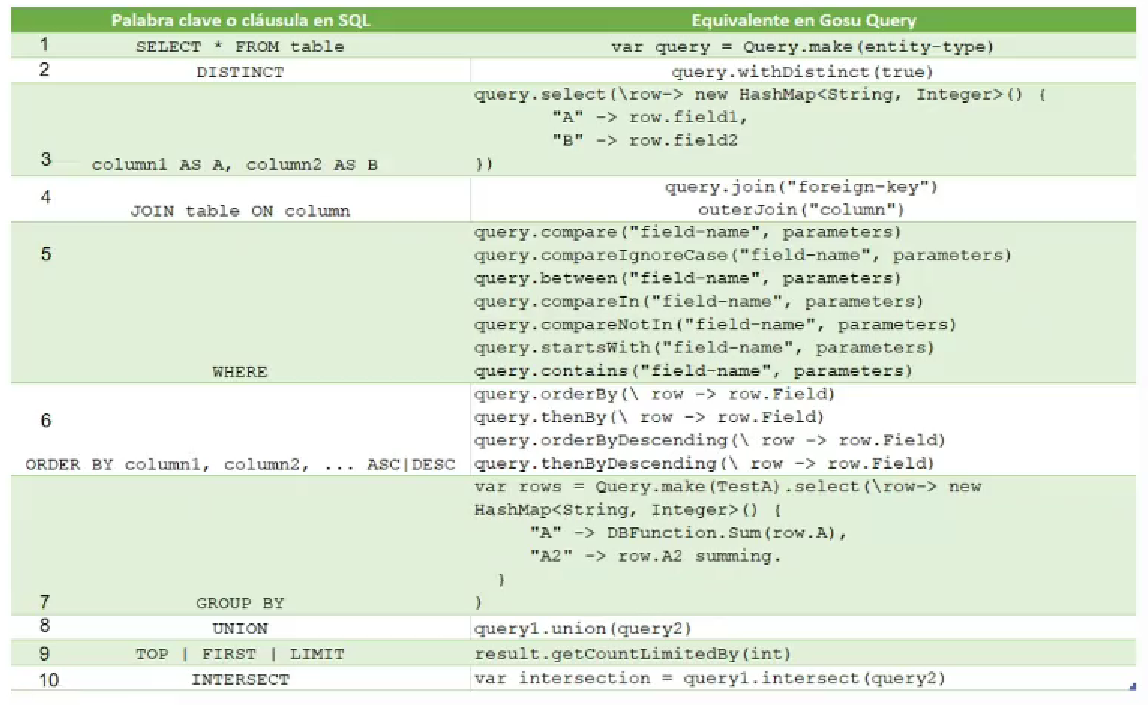 Palabra clave o cláusula en SQL Equivalente en Gosu Query
1 SELECT * FROM table var query = Query.make(entity-type)
2 DISTINCT query.withDistinct(true)
query.select(\row-> new HashMap<String, Integer>() {
"A" -> row.field1,
"B" -> row.field2
3 column1 AS A, column2 AS B })
4 query.join("foreign-key")
JOIN table ON column outerJoin("column")
query.compare("field-name", parameters)
5 query.compareIgnoreCase("field-name", parameters)
query.between("field-name", parameters)
query.compareIn("field-name", parameters)
query.compareNotIn("field-name", parameters)
query.startsWith("field-name", parameters)
WHERE query.contains("field-name", parameters)
query.orderBy(\ row -> row.Field)
6 query.thenBy(\ row -> row.Field)
query.orderByDescending(\ row -> row.Field)
ORDER BY column1, column2, ... ASC|DESC query.thenByDescending(\ row -> row.Field)
var rows = Query.make(TestA).select(\row-> new
HashMap<String, Integer>() {
"A" -> DBFunction.Sum(row.A),
"A2" -> row.A2 summing.
}
7 GROUP BY )
8 UNION query1.union(query2)
9 TOP | FIRST | LIMIT result.getCountLimitedBy(int)
10 INTERSECT var intersection = query1.intersect(query2)